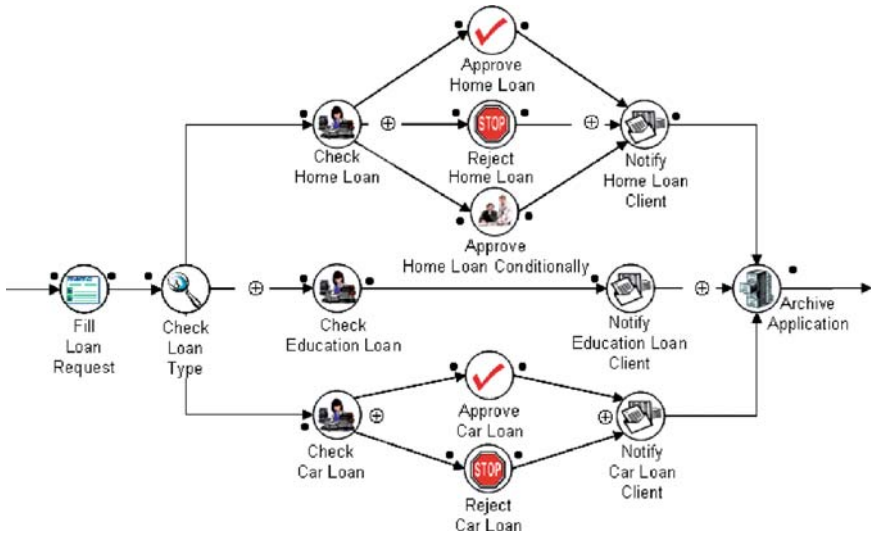 Approve
Home Loan
STOP
Check
Home Loan
Reject
Home Loan
Notify
Home Loan
Client
Approve
Home Loan Conditionally
Fill
Loan
Request
Check
Loan
Type
Check
Education Loan
Notify
Education Loan
Client
Archive
Application
Approve
Car Loan
Check
Car Loan
STOP
Notify
Car Loan
Client
Reject
Car Loan